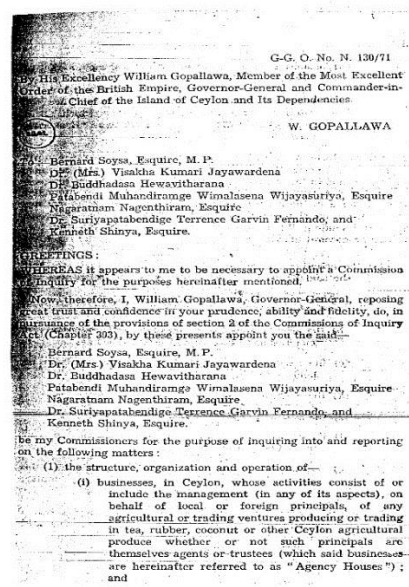 G-G. O. No. N. 130/71
By His Excellency William Gopallawa, Member of the Most Excellent
Order of the British Empire, Governor-General and Commander-in-
Chief of the Island of Ceylon and Its Dependencies.
W. GOPALLAWA
To: Bernard Soysa, Esquire, M. P.
Dr. (Mrs.) Visakha Kumari Jayawardena
Dr. Buddhadasa Hewavitharana
Patabendi Muhandiramge Wimalasena Wijayasuriya, Esquire
Nagaratnam Nagenthiram, Esquire
Dr. Suriyapatabendige Terrence Garvin Fernando, and
Kenneth Shinya, Esquire.
GREETINGS :
WHEREAS it appears to me to be necessary to appoint a Commission
of Inquiry for the purposes hereinafter mentioned.
Now, therefore, I, William Gopallawa, Governor-General, reposing
great trust and confidence in your prudence, ability and fidelity, do, in
pursuance of the provisions of section 2 of the Commissions of Inquiry
Act (Chapter 393), by these presents appoint you the said—
Bernard Soysa, Esquire, M. P.
Dr. (Mrs.) Visakha Kumari Jayawardena
Dr. Buddhadasa Hewavitharana
Patabendi Muhandiramge Wimalasena Wijayasuriya, Esquire
Nagaratnam Nagenthiram, Esquire
Dr. Suriyapatabendige Terrence Garvin Fernando, and
Kenneth Shinya, Esquire.
be my Commissioners for the purpose of inquiring into and reporting
on the following matters :
(1) the structure, organization and operation of—
(i) businesses, in Ceylon, whose activities consist of or
include the management (in any of its aspects), on
behalf of local or foreign principals, of any
agricultural or trading ventures producing or trading
in tea, rubber, coconut or other Ceylon agricultural
produce whether or not such principals are
themselves agents or trustees (which said businesses
are hereinafter referred to as "Agency Houses") ;
and